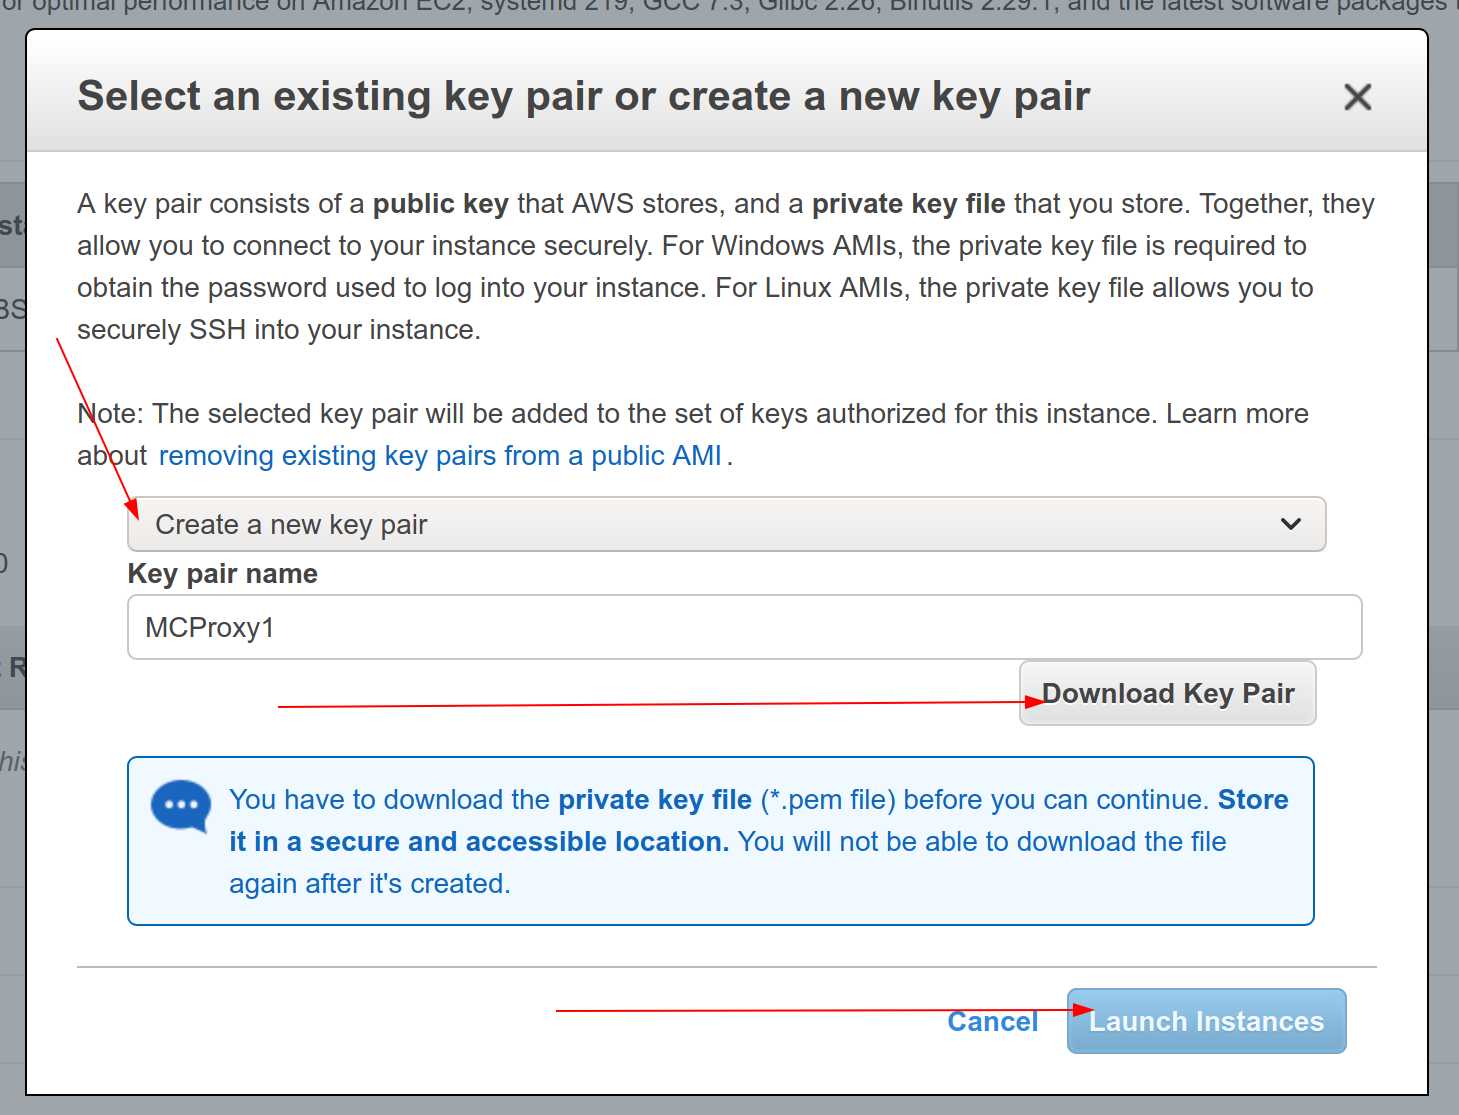 or optimal performance on Amazon EC2, systemd 219, GCC 7.3, Glibc 2.26, Binutils 2.29.1, and the latest software packages
Select an existing key pair or create a new key pair
A key pair consists of a public key that AWS stores, and a private key file that you store. Together, they
allow you to connect to your instance securely. For Windows AMIs, the private key file is required to
obtain the password used to log into your instance. For Linux AMIs, the private key file allows you to
securely SSH into your instance.
Note: The selected key pair will be added to the set of keys authorized for this instance. Learn more
about removing existing key pairs from a public AMI.
Create a new key pair
Key pair name
MCProxy1
Download Key Pair
You have to download the private key file (*.pem file) before you can continue. Store
it in a secure and accessible location. You will not be able to download the file
again after it's created.
Cancel Launch Instances